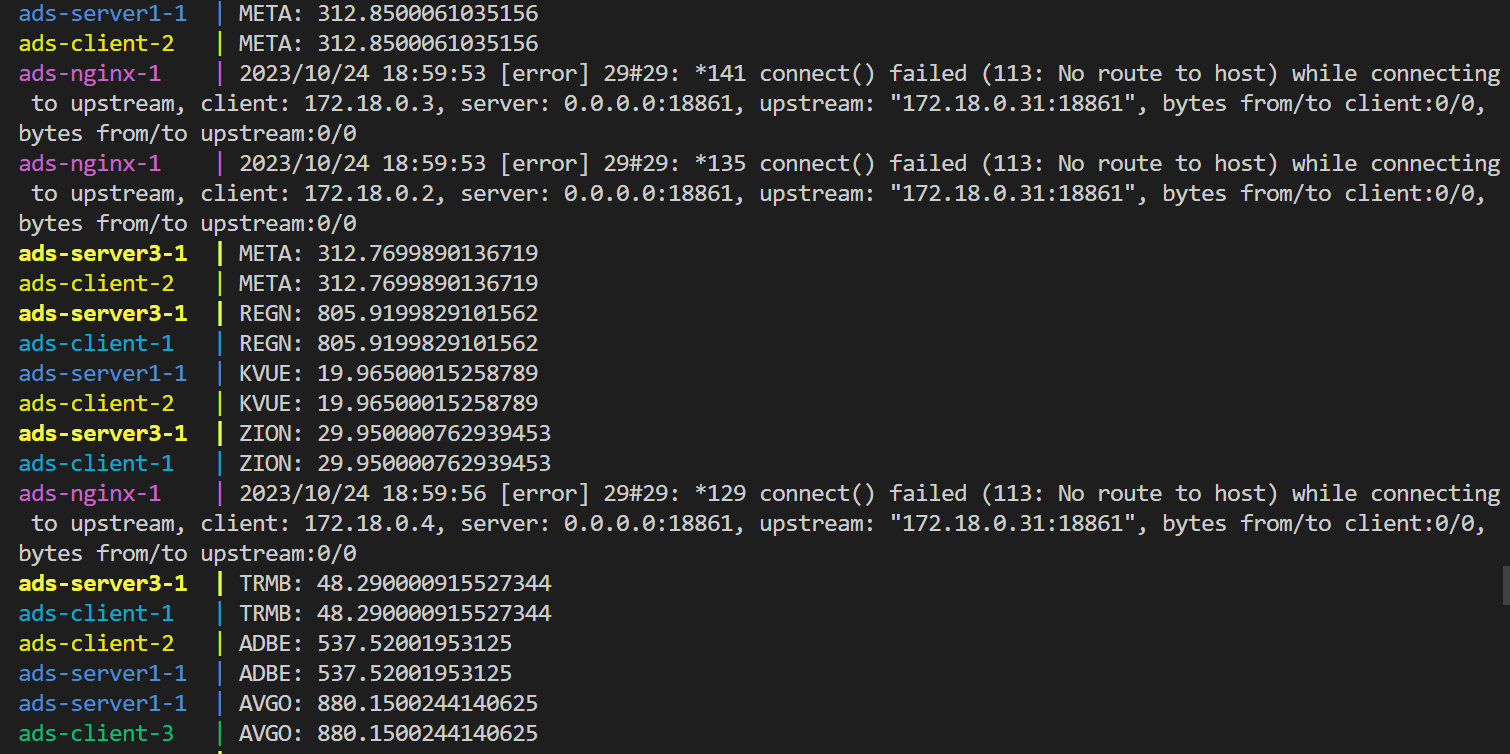 ads-server1-1  | META: 312.8500061035156
ads-client-2   | META: 312.8500061035156
ads-nginx-1    | 2023/10/24 18:59:53 [error] 29#29: *141 connect() failed (113: No route to host) while connecting
 to upstream, client: 172.18.0.3, server: 0.0.0.0:18861, upstream: "172.18.0.31:18861", bytes from/to client:0/0,
bytes from/to upstream:0/0
ads-nginx-1    | 2023/10/24 18:59:53 [error] 29#29: *135 connect() failed (113: No route to host) while connecting
 to upstream, client: 172.18.0.2, server: 0.0.0.0:18861, upstream: "172.18.0.31:18861", bytes from/to client:0/0,
bytes from/to upstream:0/0
ads-server3-1  | META: 312.7699890136719
ads-client-2   | META: 312.7699890136719
ads-server3-1  | REGN: 805.9199829101562
ads-client-1   | REGN: 805.9199829101562
ads-server1-1  | KVUE: 19.96500015258789
ads-client-2   | KVUE: 19.96500015258789
ads-server3-1  | ZION: 29.950000762939453
ads-client-1   | ZION: 29.950000762939453
ads-nginx-1    | 2023/10/24 18:59:56 [error] 29#29: *129 connect() failed (113: No route to host) while connecting
 to upstream, client: 172.18.0.4, server: 0.0.0.0:18861, upstream: "172.18.0.31:18861", bytes from/to client:0/0,
bytes from/to upstream:0/0
ads-server3-1  | TRMB: 48.290000915527344
ads-client-1   | TRMB: 48.290000915527344
ads-client-2   | ADBE: 537.52001953125
ads-server1-1  | ADBE: 537.52001953125
ads-server1-1  | AVGO: 880.1500244140625
ads-client-3   | AVGO: 880.1500244140625